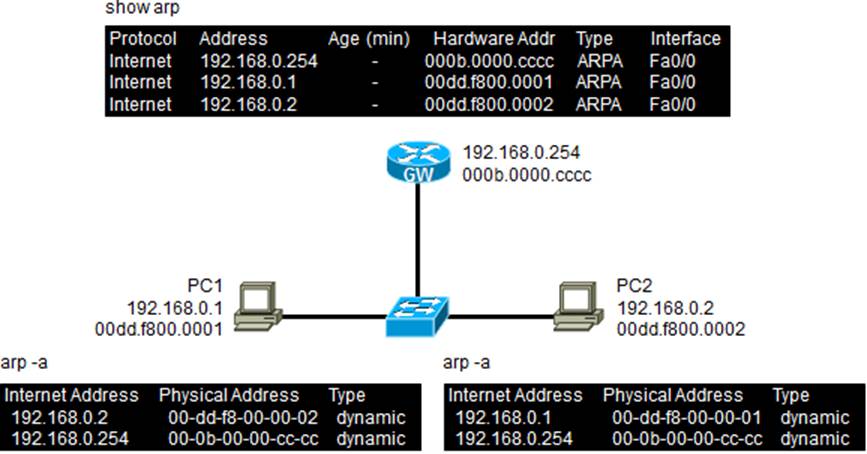 show arp
Protocol Address Age (min) Hardware Addr Type Interface
Internet 192.168.0.254 - 000b.0000.cccc ARPA Fa0/0
Internet 192.168.0.1 - 00dd.f800.0001 ARPA Fa0/0
Internet 192.168.0.2 - 00dd.f800.0002 ARPA Fa0/0
192.168.0.254
GW
000b.0000.cccc
PC1
192.168.0.1
00dd.f800.0001
PC2
192.168.0.2
00dd.f800.0002
arp -a
Internet Address Physical Address Type
192.168.0.2 00-dd-f8-00-00-02 dynamic
192.168.0.254 00-0b-00-00-cc-cc dynamic
arp -a
Internet Address Physical Address Type
192.168.0.1 00-dd-f8-00-00-01 dynamic
192.168.0.254 00-0b-00-00-cc-cc dynamic